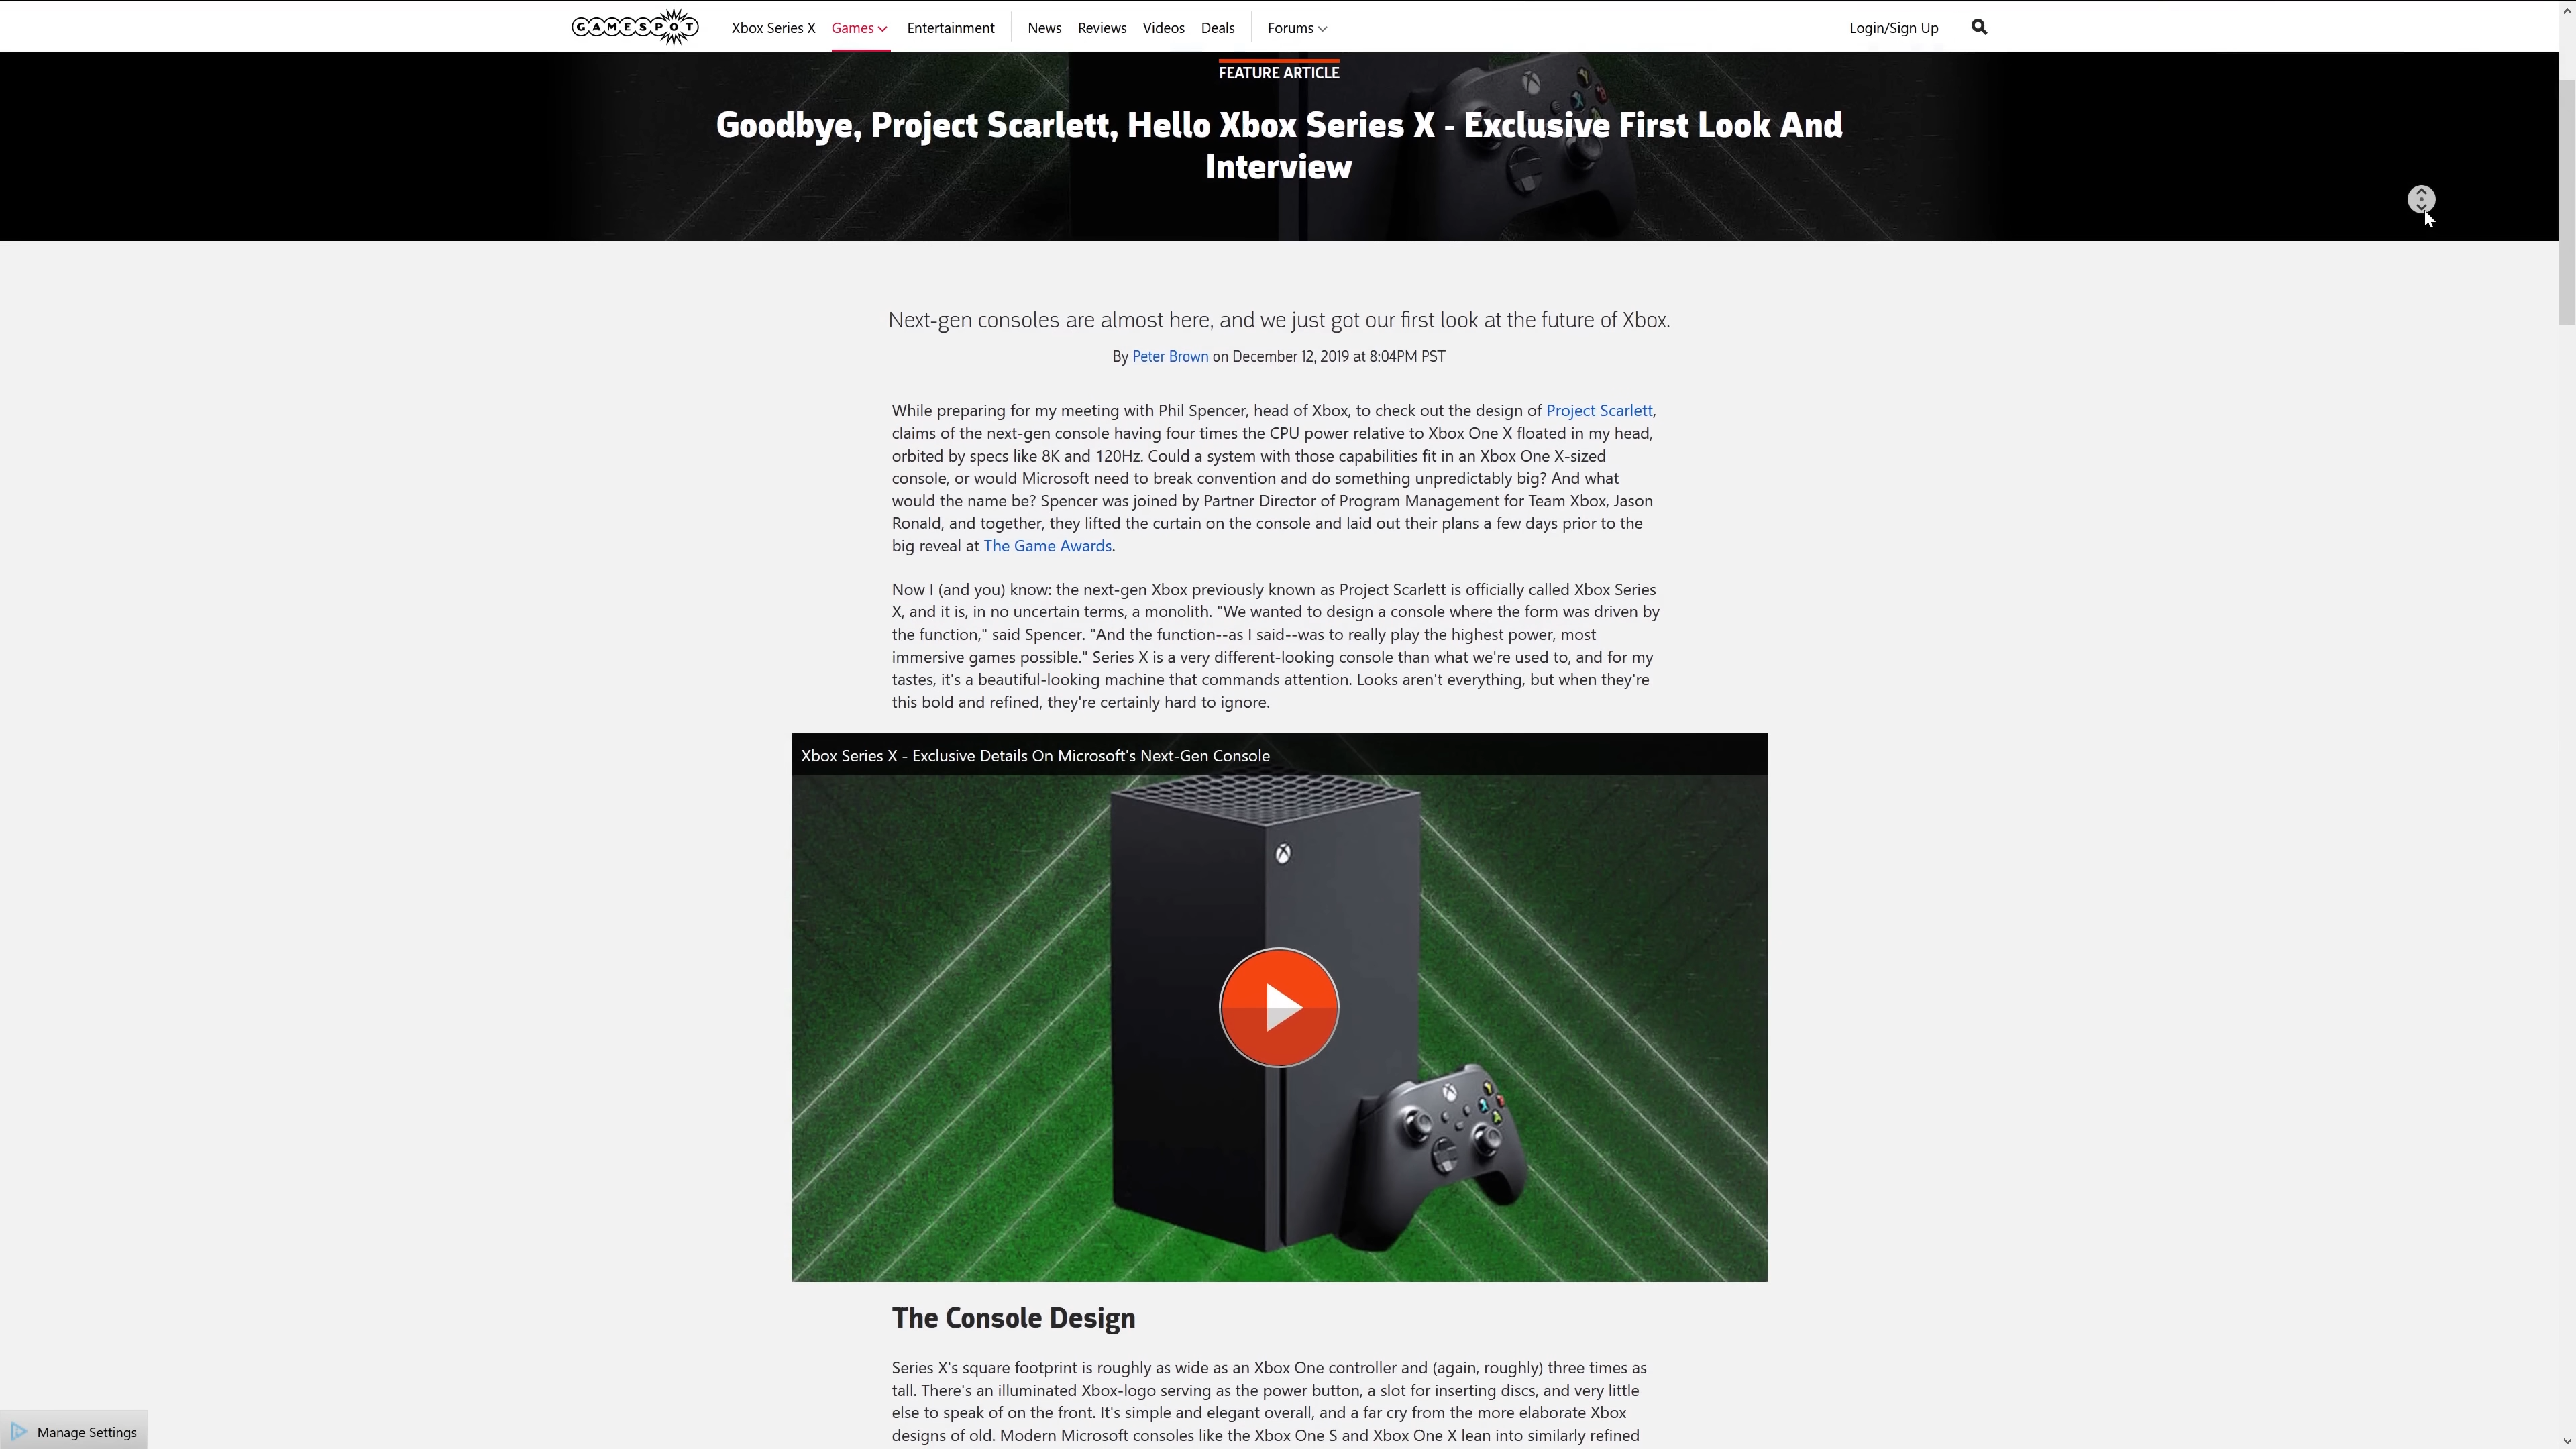 GAMESPOT
Xbox Series X Games Entertainment News Reviews Videos Deals Forums Login/Sign Up
FEATURE ARTICLE
Goodbye, Project Scarlett, Hello Xbox Series X - Exclusive First Look And
Interview
Next-gen consoles are almost here, and we just got our first look at the future of Xbox.
By Peter Brown on December 12, 2019 at 8:04PM PST
While preparing for my meeting with Phil Spencer, head of Xbox, to check out the design of Project Scarlett,
claims of the next-gen console having four times the CPU power relative to Xbox One X floated in my head,
orbited by specs like 8K and 120Hz. Could a system with those capabilities fit in an Xbox One X-sized
console, or would Microsoft need to break convention and do something unpredictably big? And what
would the name be? Spencer was joined by Partner Director of Program Management for Team Xbox, Jason
Ronald, and together, they lifted the curtain on the console and laid out their plans a few days prior to the
big reveal at The Game Awards.
Now I (and you) know: the next-gen Xbox previously known as Project Scarlett is officially called Xbox Series
X, and it is, in no uncertain terms, a monolith. "We wanted to design a console where the form was driven by
the function," said Spencer. "And the function--as I said--was to really play the highest power, most
immersive games possible." Series X is a very different-looking console than what we're used to, and for my
tastes, it's a beautiful-looking machine that commands attention. Looks aren't everything, but when they're
this bold and refined, they're certainly hard to ignore.
Xbox Series X - Exclusive Details On Microsoft's Next-Gen Console
The Console Design
Series X's square footprint is roughly as wide as an Xbox One controller and (again, roughly) three times as
tall. There's an illuminated Xbox-logo serving as the power button, a slot for inserting discs, and very little
else to speak of on the front. It's simple and elegant overall, and a far cry from the more elaborate Xbox
designs of old. Modern Microsoft consoles like the Xbox One S and Xbox One X lean into similarly refined
Manage Settings